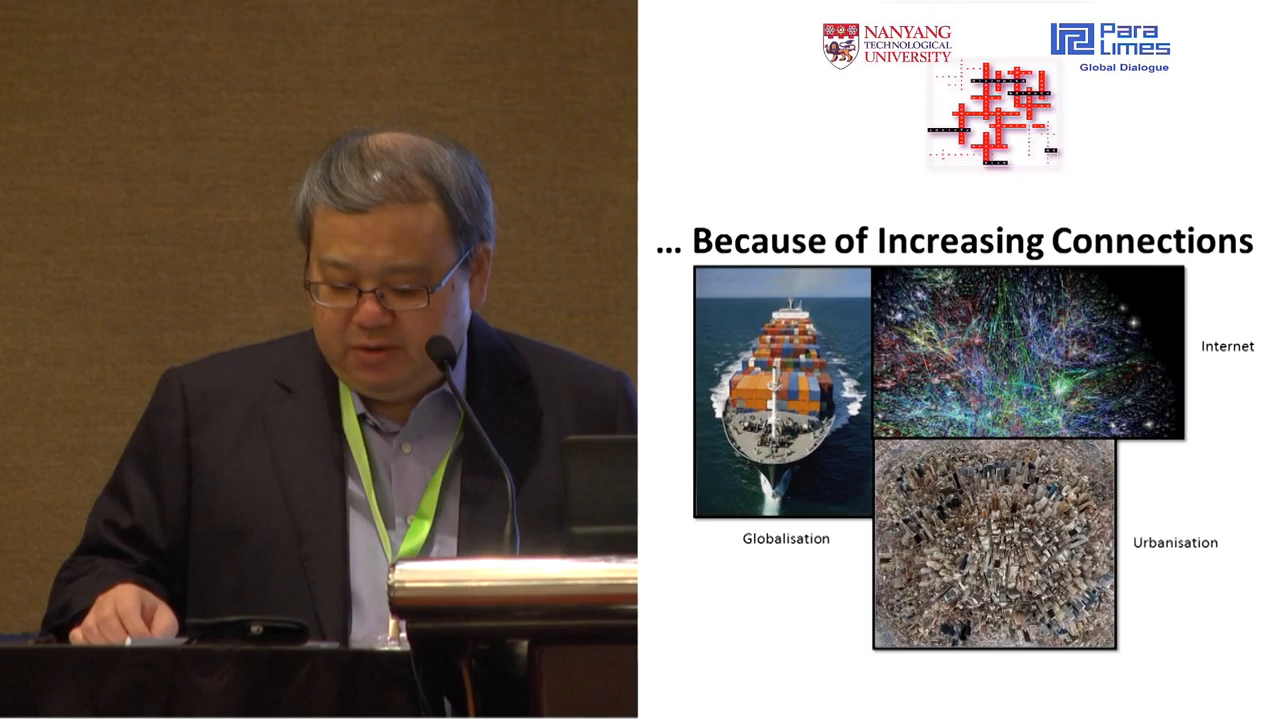 NANYANG
TECHNOLOGICAL
UNIVERSITY
Para
Limes
Global Dialogue
... Because of Increasing Connections
Internet
Globalisation
Urbanisation